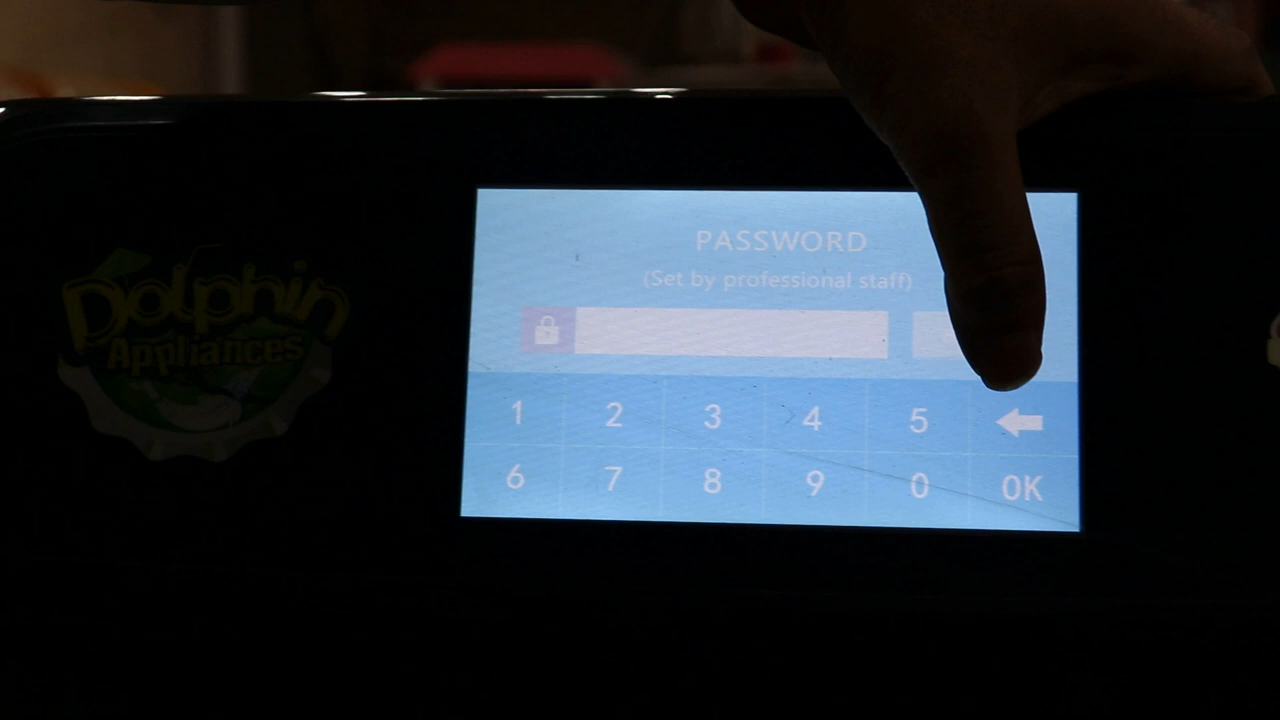 PASSWORD
(Set by professional staff)
1 2 3 4 5
6 7 8 9 0 OK
Dolphin
Appliances